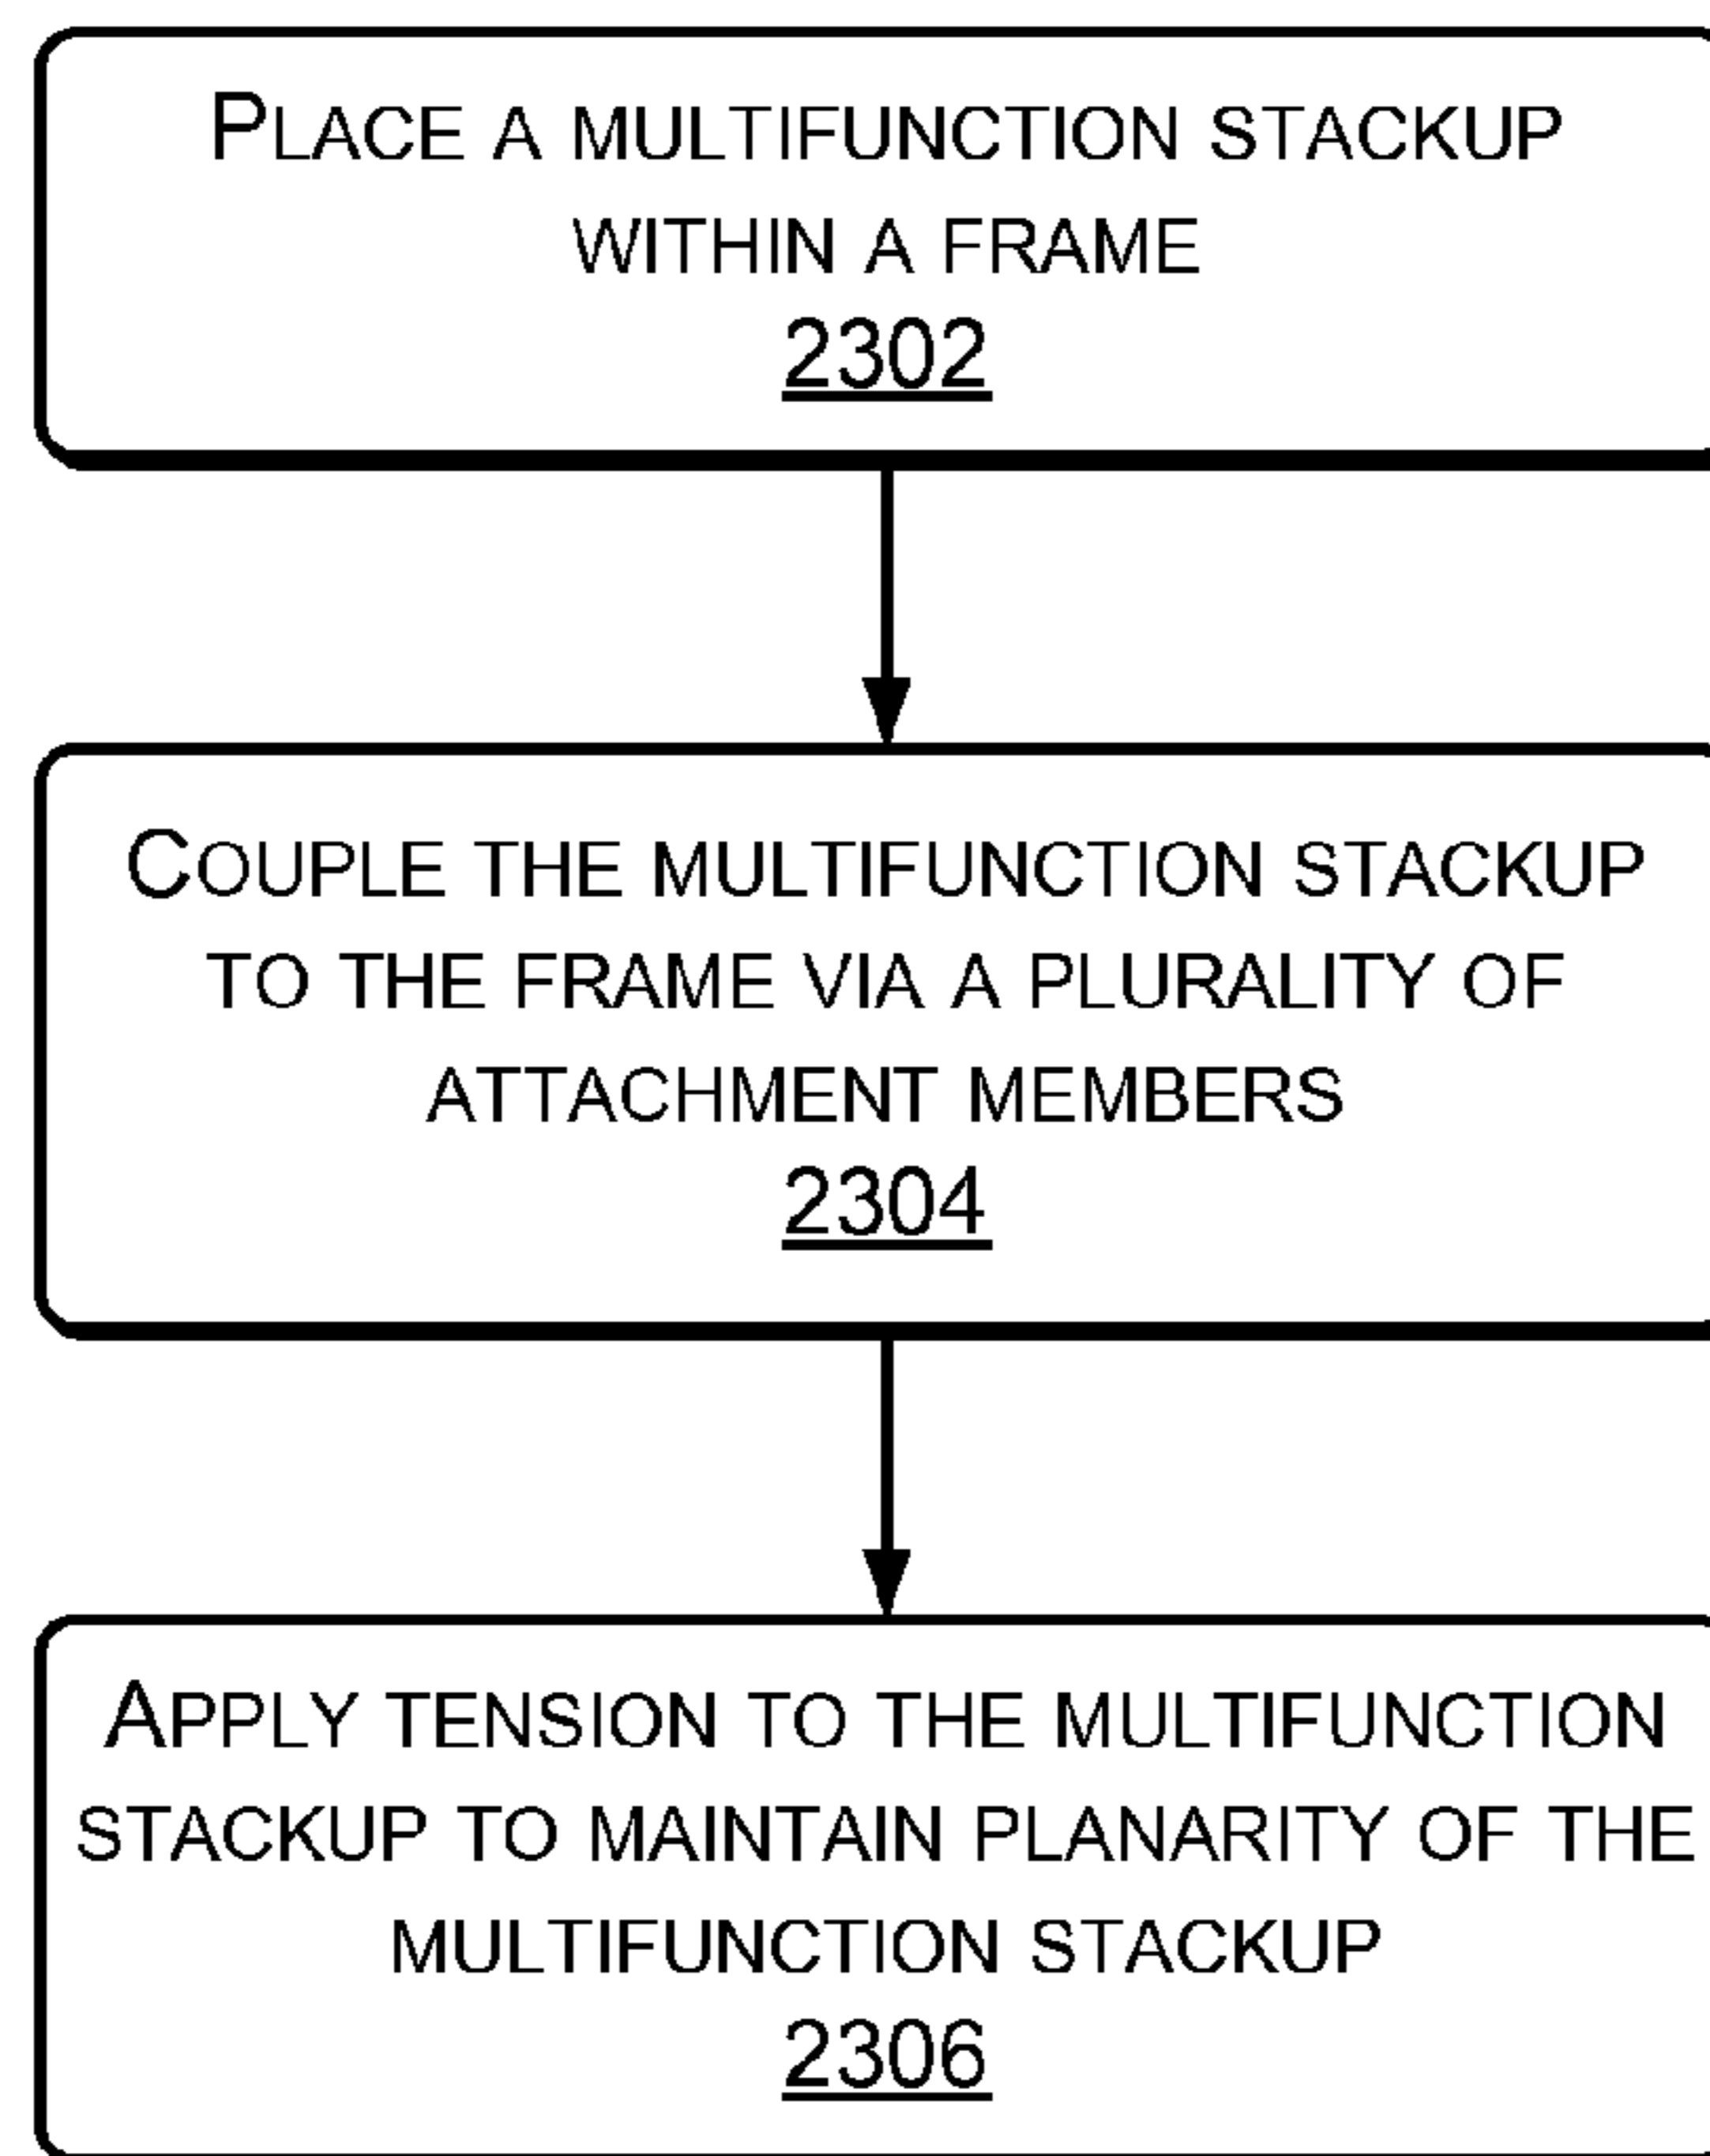 PLACE A MULTIFUNCTION STACKUP
WITHIN A FRAME
2302
COUPLE THE MULTIFUNCTION STACKUP
TO THE FRAME VIA A PLURALITY OF
ATTACHMENT MEMBERS
2304
APPLY TENSION TO THE MULTIFUNCTION
STACKUP TO MAINTAIN PLANARITY OF THE
MULTIFUNCTION STACKUP
2306